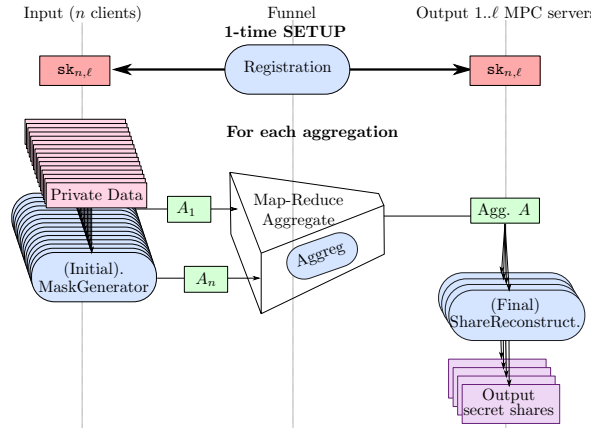 Input (n clients)
Funnel
Output 1..ℓ MPC servers
1-time SETUP
sk_{n,ℓ}
Registration
sk_{n,ℓ}
For each aggregation
Private Data
A_1
Map-Reduce
Aggregate
Agg. A
Aggreg
(Initial).
MaskGenerator
A_n
(Final)
ShareReconstruct.
Output
secret shares